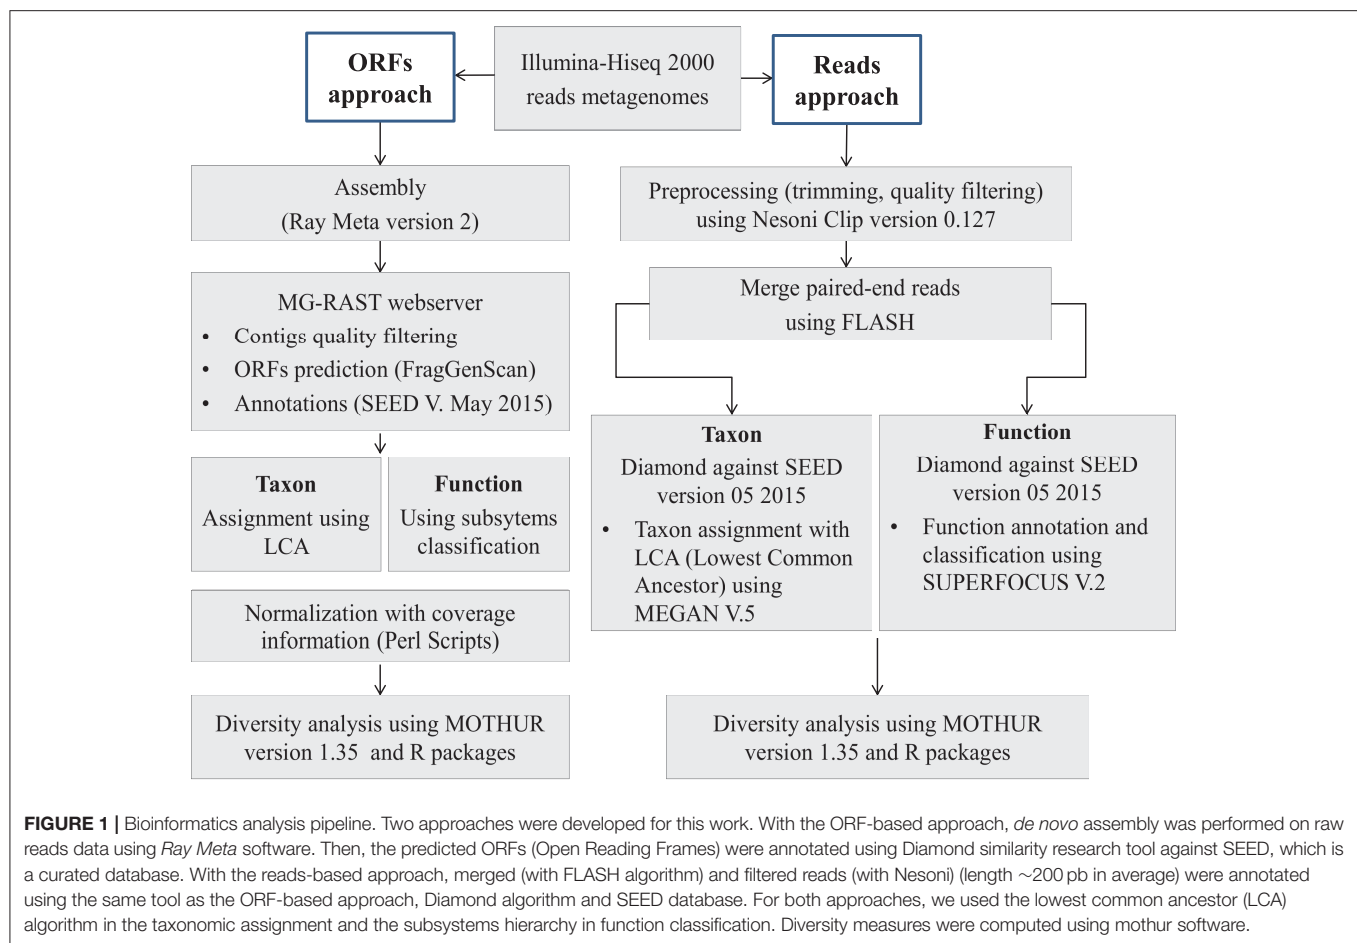 ORFs
approach
Illumina-Hiseq 2000
reads metagenomes
Reads
approach
Assembly
(Ray Meta version 2)
MG-RAST webserver
• Contigs quality filtering
• ORFs prediction (FragGenScan)
• Annotations (SEED V. May 2015)
Taxon
Assignment using
LCA
Function
Using subsytems
classification
Normalization with coverage
information (Perl Scripts)
Diversity analysis using MOTHUR
version 1.35 and R packages
Preprocessing (trimming, quality filtering)
using Nesoni Clip version 0.127
Merge paired-end reads
using FLASH
Taxon
Diamond against SEED
version 05 2015
• Taxon assignment with
LCA (Lowest Common
Ancestor) using
MEGAN V.5
Function
Diamond against SEED
version 05 2015
• Function annotation and
classification using
SUPERFOCUS V.2
Diversity analysis using MOTHUR
version 1.35 and R packages
FIGURE 1 | Bioinformatics analysis pipeline. Two approaches were developed for this work. With the ORF-based approach, de novo assembly was performed on raw
reads data using Ray Meta software. Then, the predicted ORFs (Open Reading Frames) were annotated using Diamond similarity research tool against SEED, which is
a curated database. With the reads-based approach, merged (with FLASH algorithm) and filtered reads (with Nesoni) (length ~200 pb in average) were annotated
using the same tool as the ORF-based approach, Diamond algorithm and SEED database. For both approaches, we used the lowest common ancestor (LCA)
algorithm in the taxonomic assignment and the subsystems hierarchy in function classification. Diversity measures were computed using mothur software.